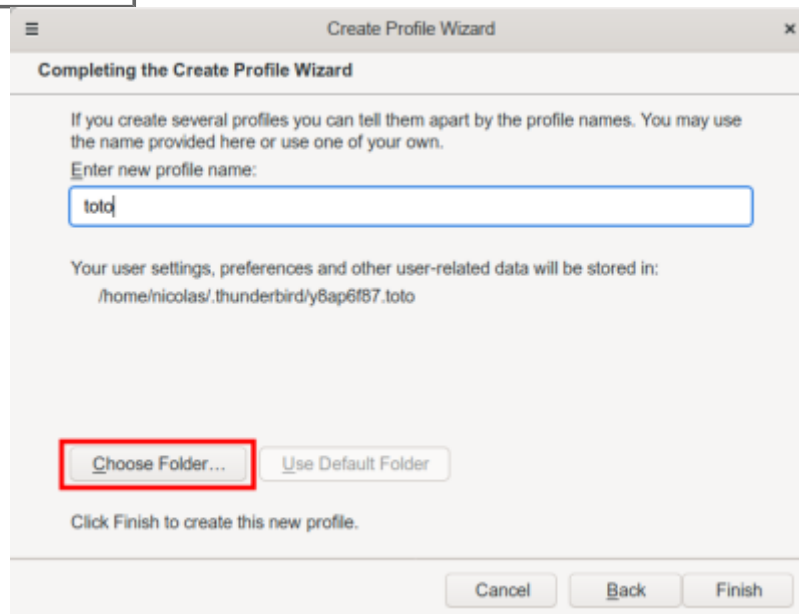 Create Profile Wizard
Completing the Create Profile Wizard
If you create several profiles you can tell them apart by the profile names. You may use
the name provided here or use one of your own.
Enter new profile name:
toto
Your user settings, preferences and other user-related data will be stored in:
/home/nicolas/.thunderbird/y8ap6f87.toto
Choose Folder... Use Default Folder
Click Finish to create this new profile.
Cancel Back Finish